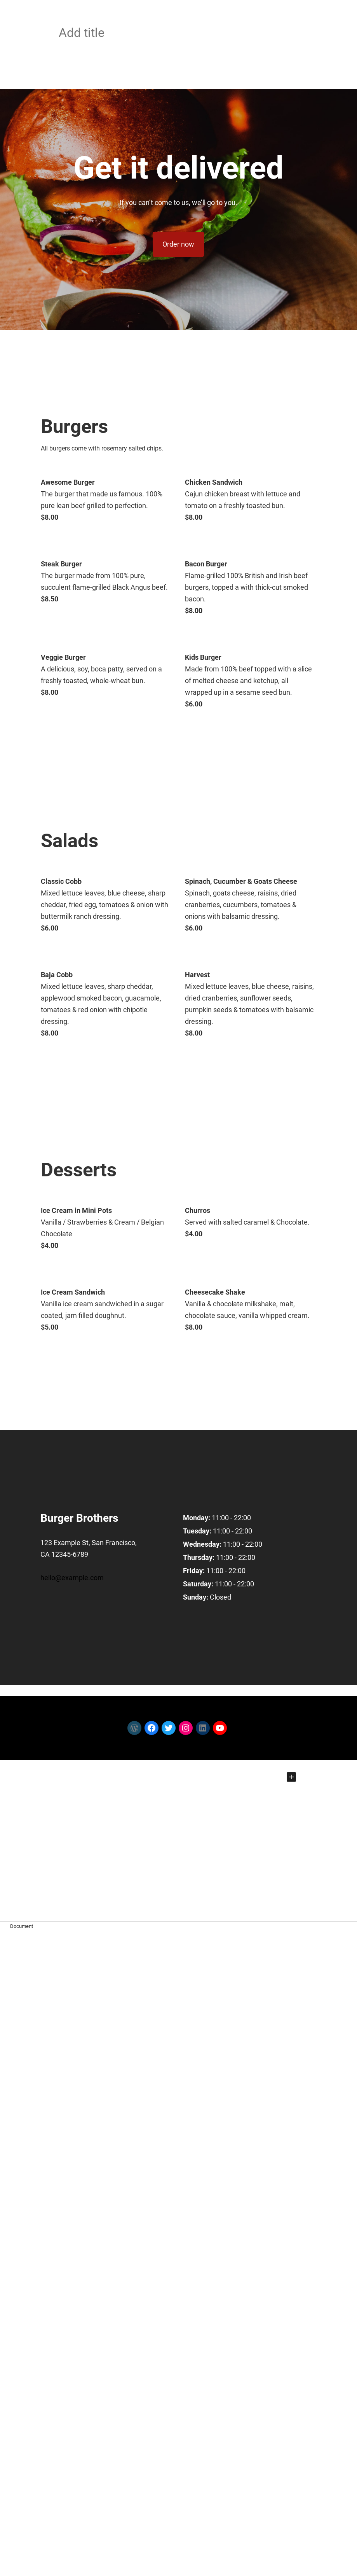 Add title
Get it delivered
If you can't come to us, we'll go to you.
Order now
Burgers
All burgers come with rosemary salted chips.
Awesome Burger
The burger that made us famous. 100%
pure lean beef grilled to perfection.
$8.00
Chicken Sandwich
Cajun chicken breast with lettuce and
tomato on a freshly toasted bun.
$8.00
Steak Burger
The burger made from 100% pure,
succulent flame-grilled Black Angus beef.
$8.50
Bacon Burger
Flame-grilled 100% British and Irish beef
burgers, topped a with thick-cut smoked
bacon.
$8.00
Veggie Burger
A delicious, soy, boca patty, served on a
freshly toasted, whole-wheat bun.
$8.00
Kids Burger
Made from 100% beef topped with a slice
of melted cheese and ketchup, all
wrapped up in a sesame seed bun.
$6.00
Salads
Classic Cobb
Mixed lettuce leaves, blue cheese, sharp
cheddar, fried egg, tomatoes & onion with
buttermilk ranch dressing.
$6.00
Spinach, Cucumber & Goats Cheese
Spinach, goats cheese, raisins, dried
cranberries, cucumbers, tomatoes &
onions with balsamic dressing.
$6.00
Baja Cobb
Mixed lettuce leaves, sharp cheddar,
applewood smoked bacon, guacamole,
tomatoes & red onion with chipotle
dressing.
$8.00
Harvest
Mixed lettuce leaves, blue cheese, raisins,
dried cranberries, sunflower seeds,
pumpkin seeds & tomatoes with balsamic
dressing.
$8.00
Desserts
Ice Cream in Mini Pots
Vanilla / Strawberries & Cream / Belgian
Chocolate
$4.00
Churros
Served with salted caramel & Chocolate.
$4.00
Ice Cream Sandwich
Vanilla ice cream sandwiched in a sugar
coated, jam filled doughnut.
$5.00
Cheesecake Shake
Vanilla & chocolate milkshake, malt,
chocolate sauce, vanilla whipped cream.
$8.00
Burger Brothers
123 Example St, San Francisco,
CA 12345-6789
hello@example.com
Monday: 11:00 - 22:00
Tuesday: 11:00 - 22:00
Wednesday: 11:00 - 22:00
Thursday: 11:00 - 22:00
Friday: 11:00 - 22:00
Saturday: 11:00 - 22:00
Sunday: Closed
Document